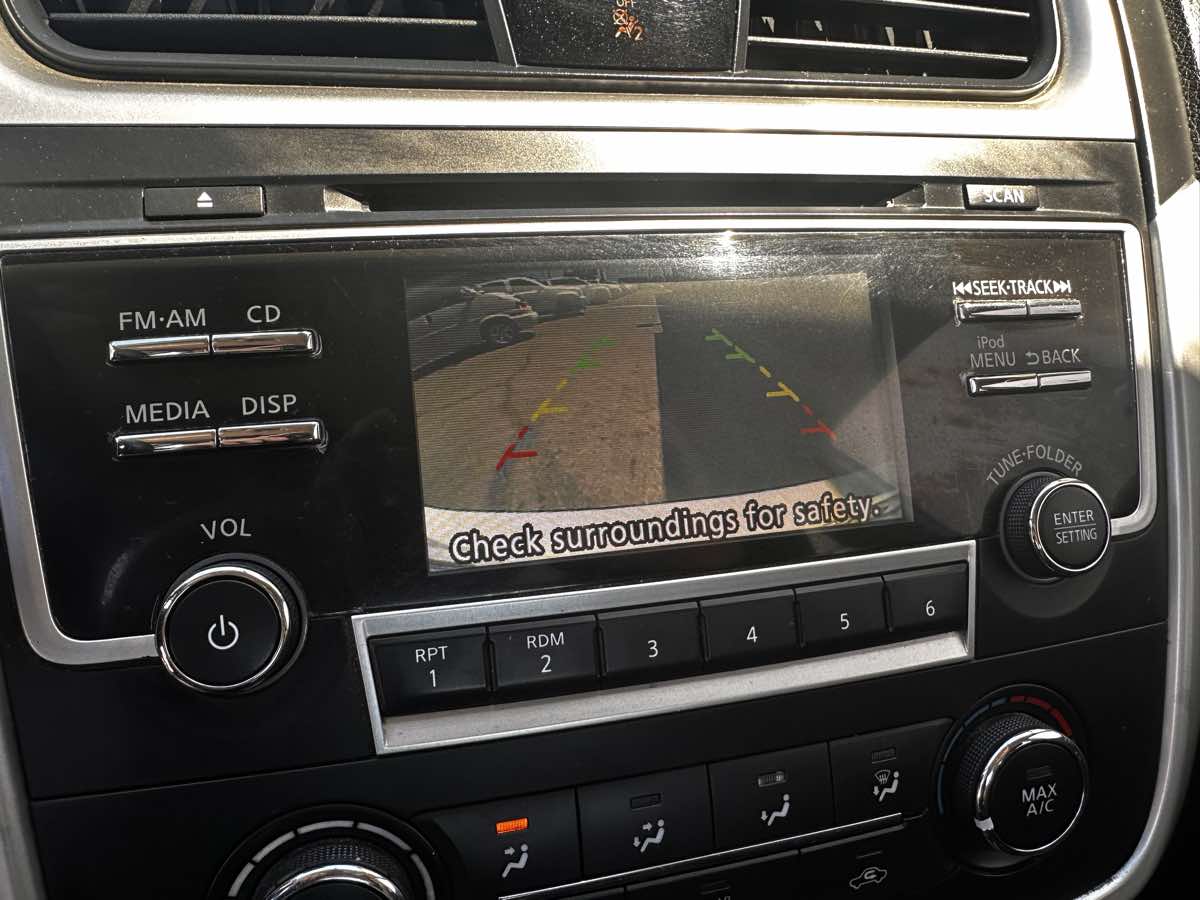 OFF
2
SCAN
SEEK·TRACK
FM·AM CD
iPod
MENU BACK
MEDIA DISP
TUNE·FOLDER
VOL
ENTER
SETTING
Check surroundings for safety.
RPT
1
RDM
2
3
4
5
6
MAX
A/C